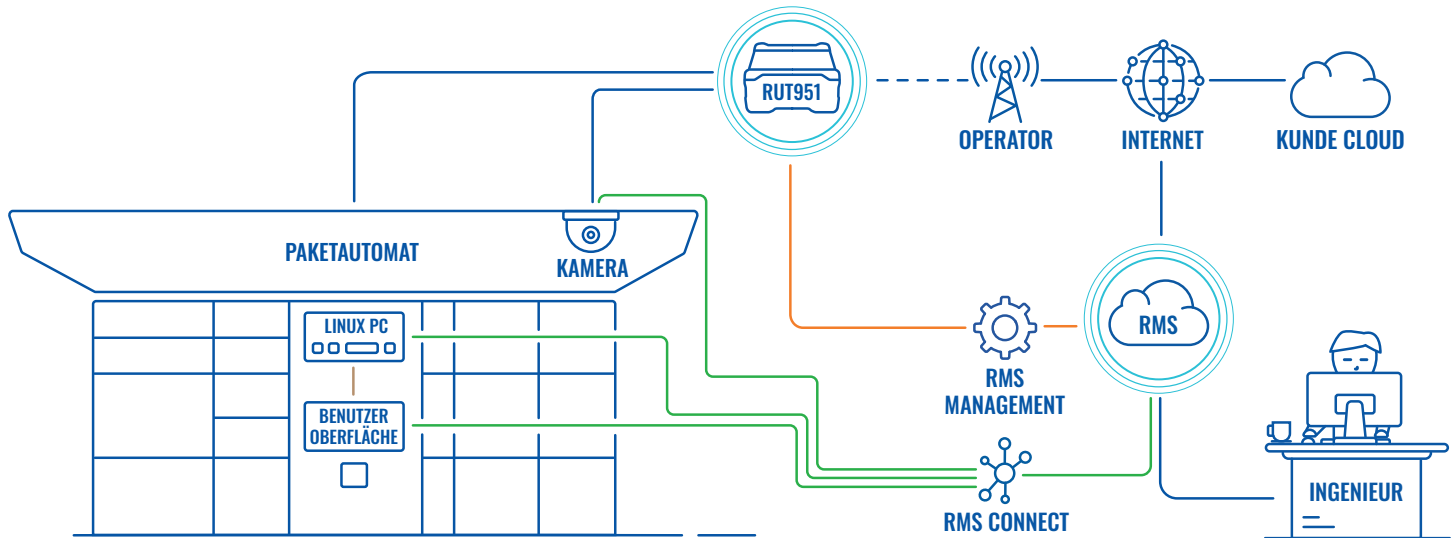 RUT951
OPERATOR
INTERNET
KUNDE CLOUD
PAKETAUTOMAT
KAMERA
LINUX PC
BENUTZER
OBERFLÄCHE
RMS
RMS
MANAGEMENT
RMS CONNECT
INGENIEUR